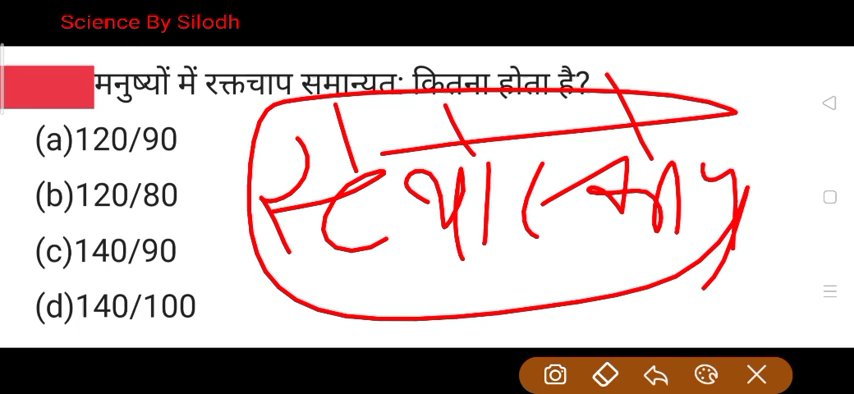 Science By Silodh
मनुष्यों में रक्तचाप समान्यतः कितना होता है?
(a)120/90
(b)120/80
(c)140/90
(d)140/100